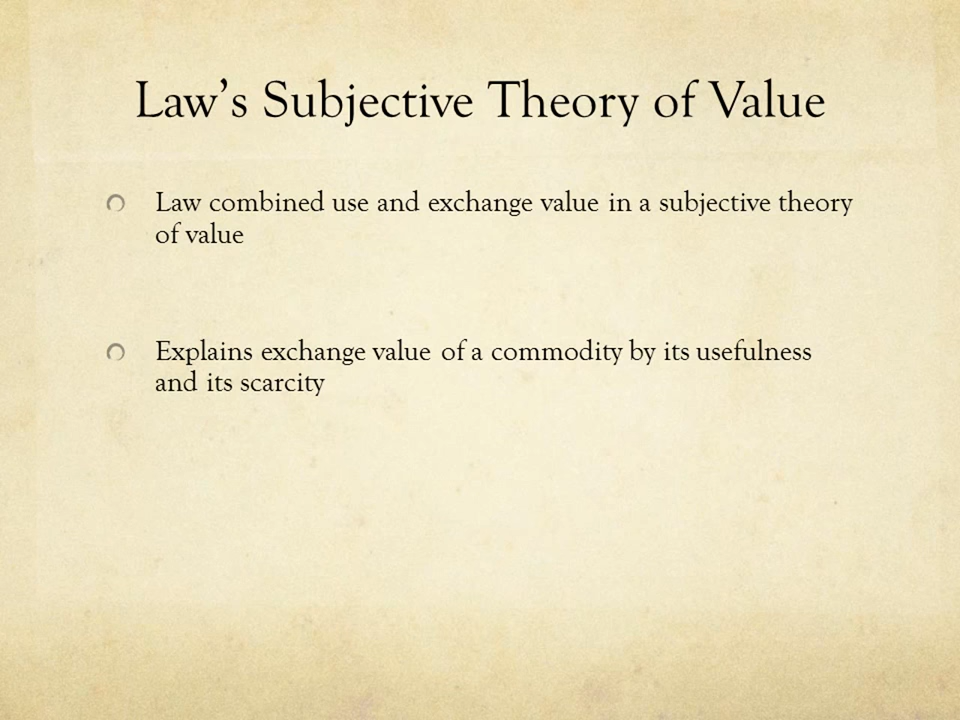 Law’s Subjective Theory of Value
Law combined use and exchange value in a subjective theory
of value
Explains exchange value of a commodity by its usefulness
and its scarcity